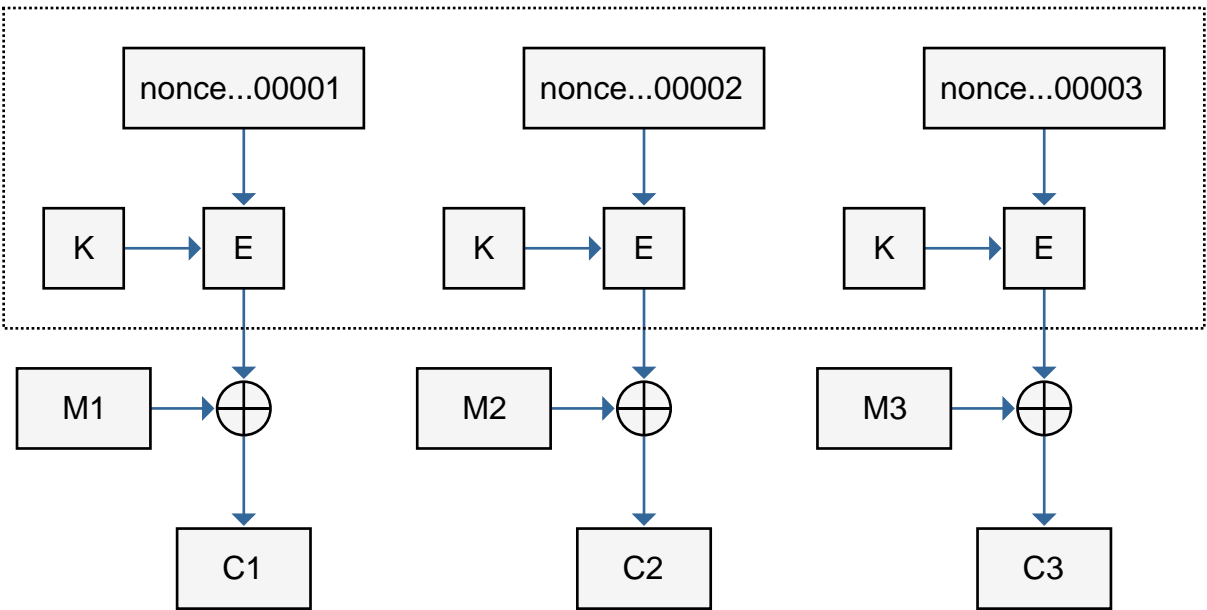 nonce...00001 nonce...00002 nonce...00003
K E K E K E
M1 M2 M3
C1 C2 C3